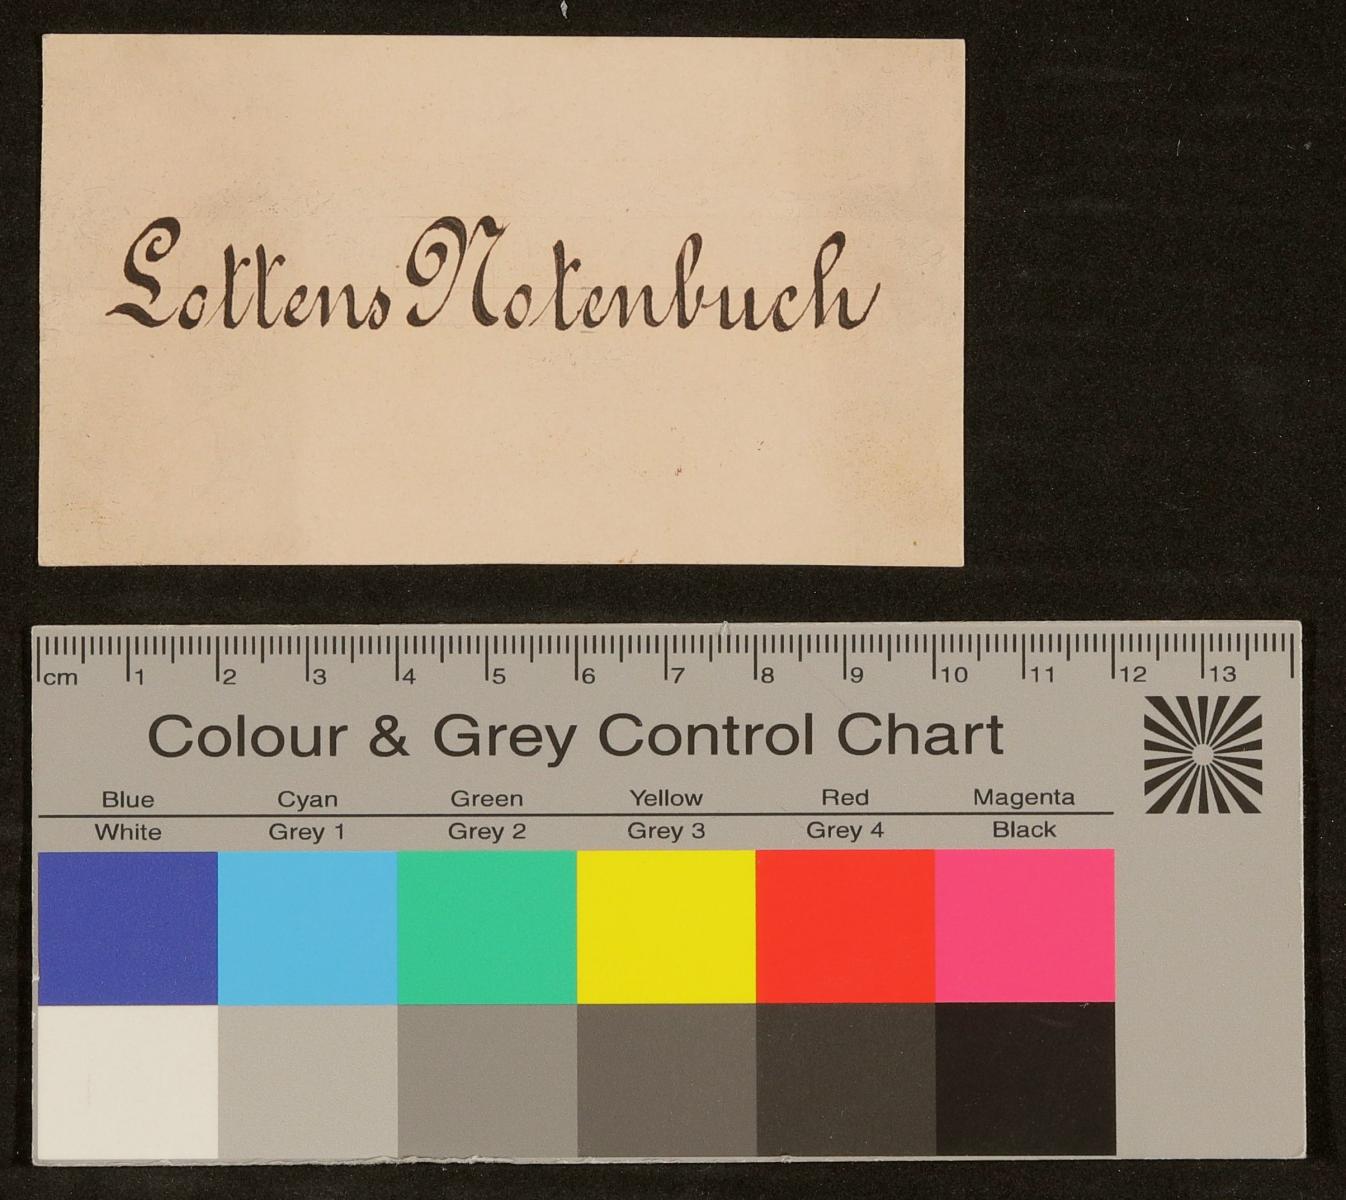 Lottens Notenbuch
cm 1 2 3 4 5 6 7 8 9 10 11 12 13
Colour & Grey Control Chart
Blue Cyan Green Yellow Red Magenta
White Grey 1 Grey 2 Grey 3 Grey 4 Black